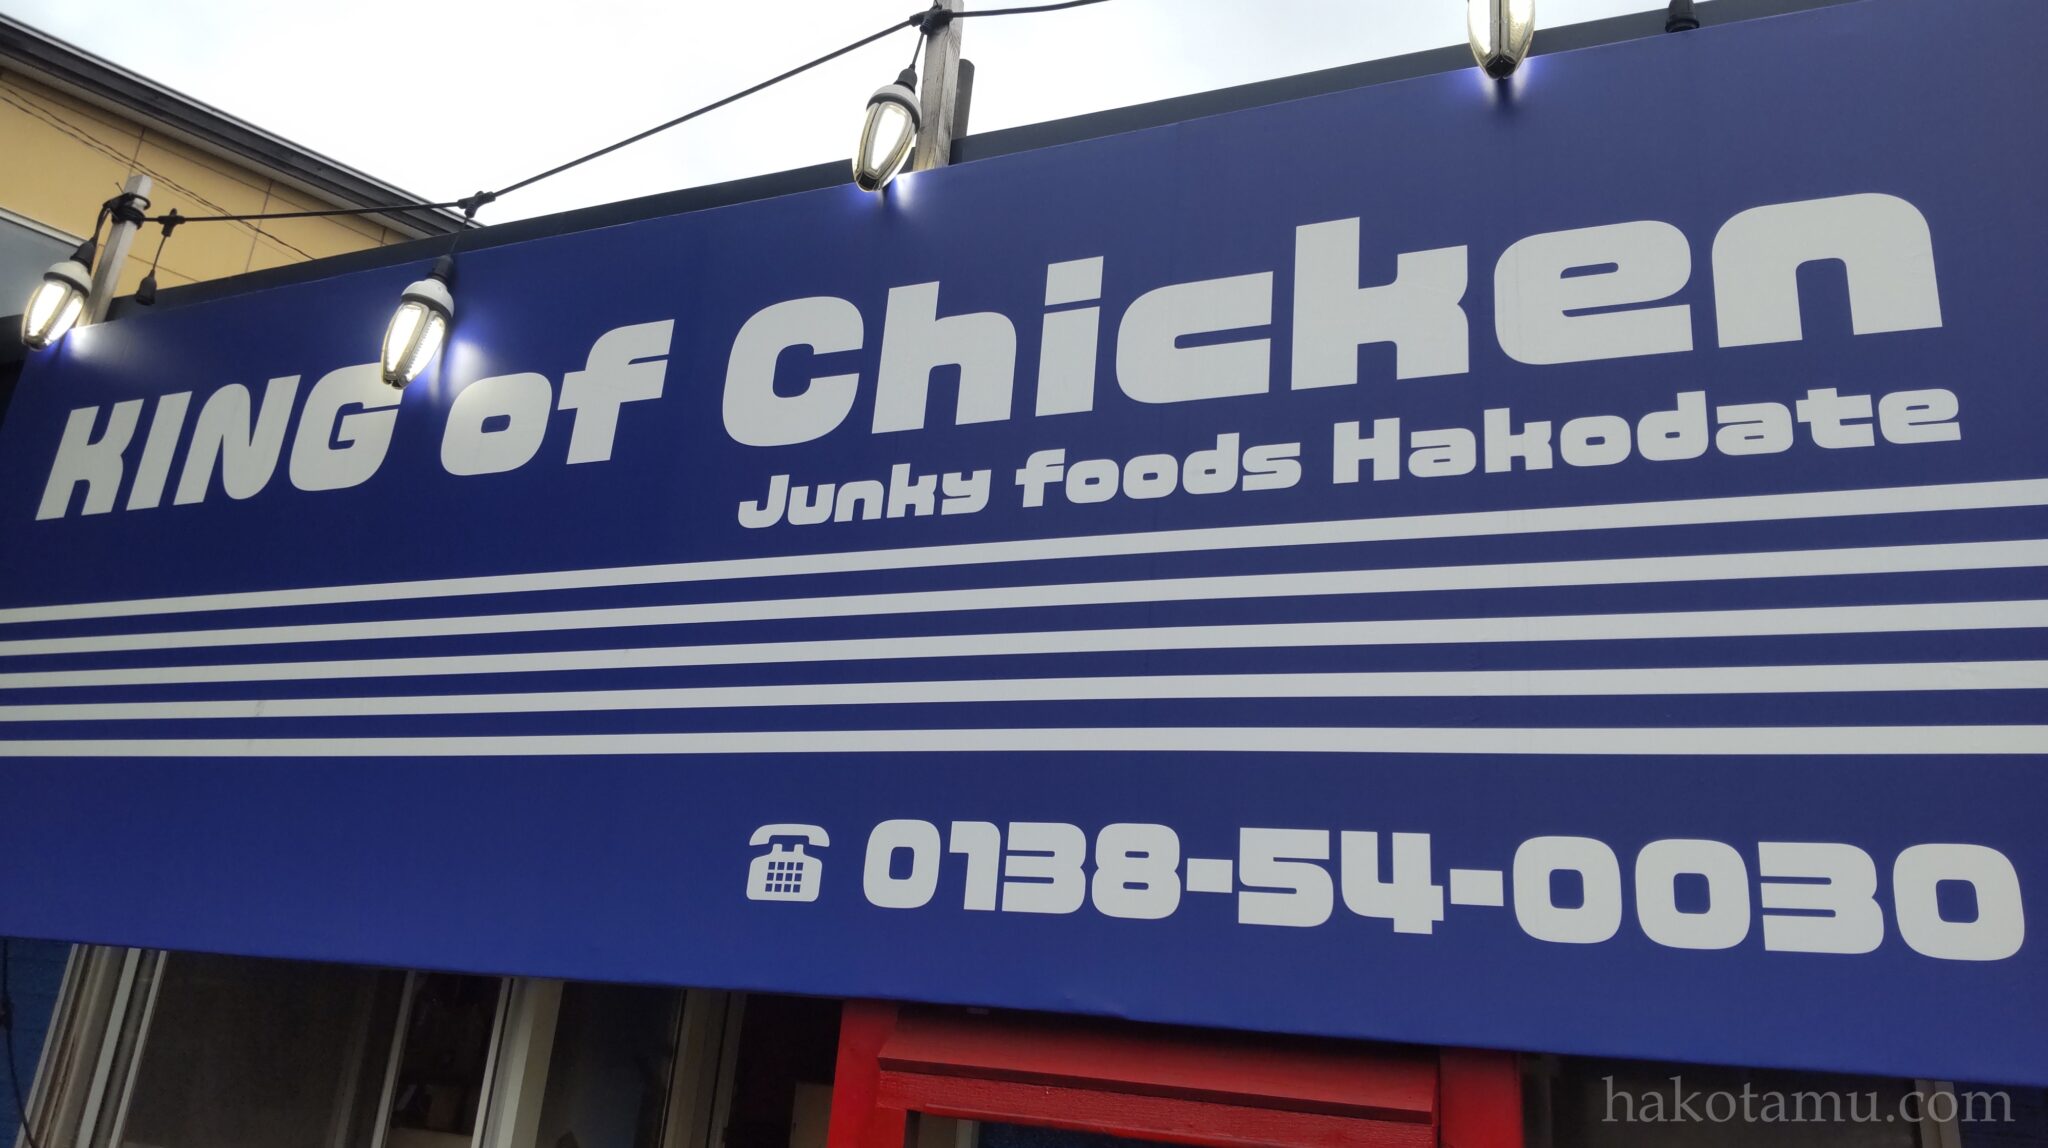 KING of Chicken
Junky foods Hakodate
☎ 0138-54-0030
hakotamu.com